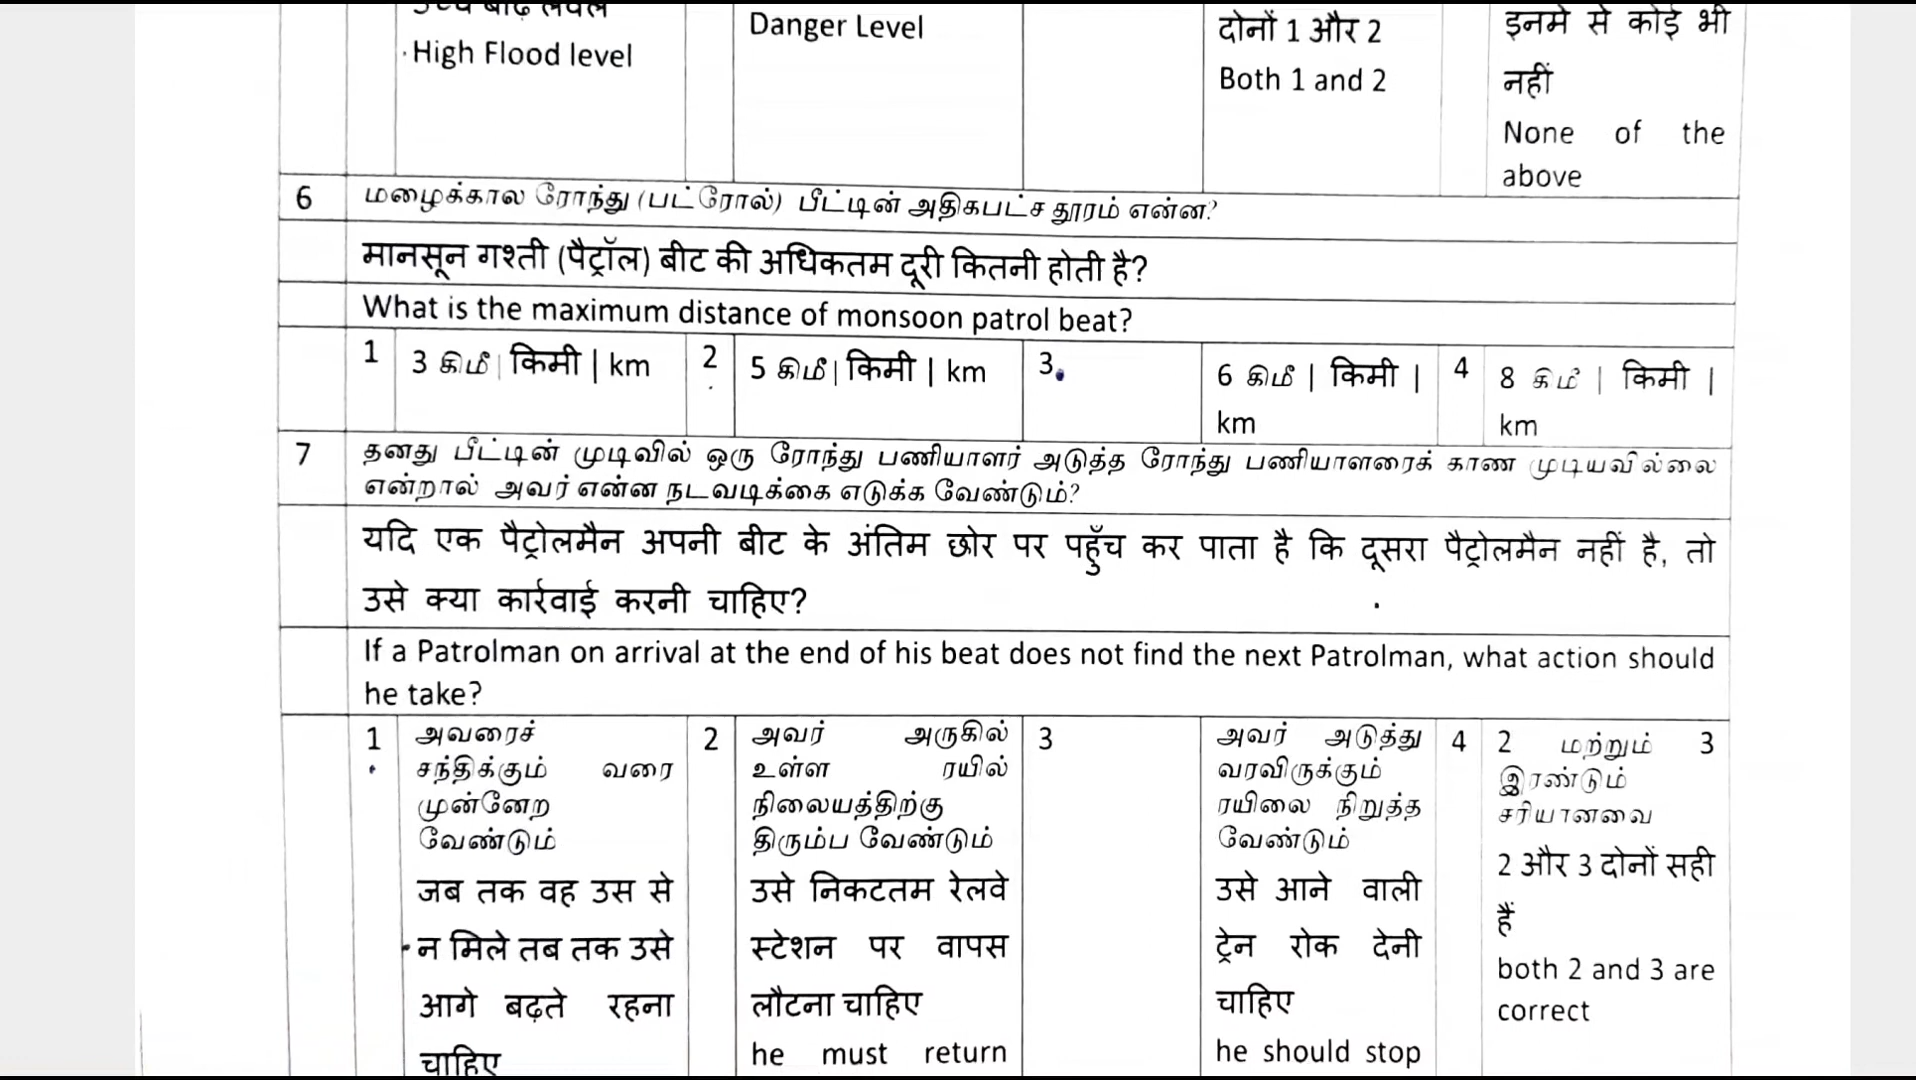 High Flood level
Danger Level
दोनों 1 और 2
Both 1 and 2
इनमे से कोई भी
नहीं
None of the
above
6 மழைக்கால ரோந்து (பட்ரோல்) பீட்டின் அதிகபட்ச தூரம் என்ன?
मानसून गश्ती (पैट्रॉल) बीट की अधिकतम दूरी कितनी होती है?
What is the maximum distance of monsoon patrol beat?
1 3 கிமீ | किमी | km
2 5 கிமீ | किमी | km
3. 6 கிமீ | किमी |
km
4 8 கிமீ | किमी |
km
7 தனது பீட்டின் முடிவில் ஒரு ரோந்து பணியாளர் அடுத்த ரோந்து பணியாளரைக் காண முடியவில்லை
என்றால் அவர் என்ன நடவடிக்கை எடுக்க வேண்டும்?
यदि एक पैट्रोलमैन अपनी बीट के अंतिम छोर पर पहुँच कर पाता है कि दूसरा पैट्रोलमैन नहीं है, तो
उसे क्या कार्रवाई करनी चाहिए?
If a Patrolman on arrival at the end of his beat does not find the next Patrolman, what action should
he take?
1 அவரைச்
சந்திக்கும் வரை
முன்னேற
வேண்டும்
जब तक वह उस से
न मिले तब तक उसे
आगे बढ़ते रहना
चाहिए
2 அவர் அருகில்
உள்ள ரயில்
நிலையத்திற்கு
திரும்ப வேண்டும்
उसे निकटतम रेलवे
स्टेशन पर वापस
लौटना चाहिए
he must return
3 அவர் அடுத்து
வரவிருக்கும்
ரயிலை நிறுத்த
வேண்டும்
उसे आने वाली
ट्रेन रोक देनी
चाहिए
he should stop
4 2 மற்றும் 3
இரண்டும்
சரியானவை
2 और 3 दोनों सही
हैं
both 2 and 3 are
correct